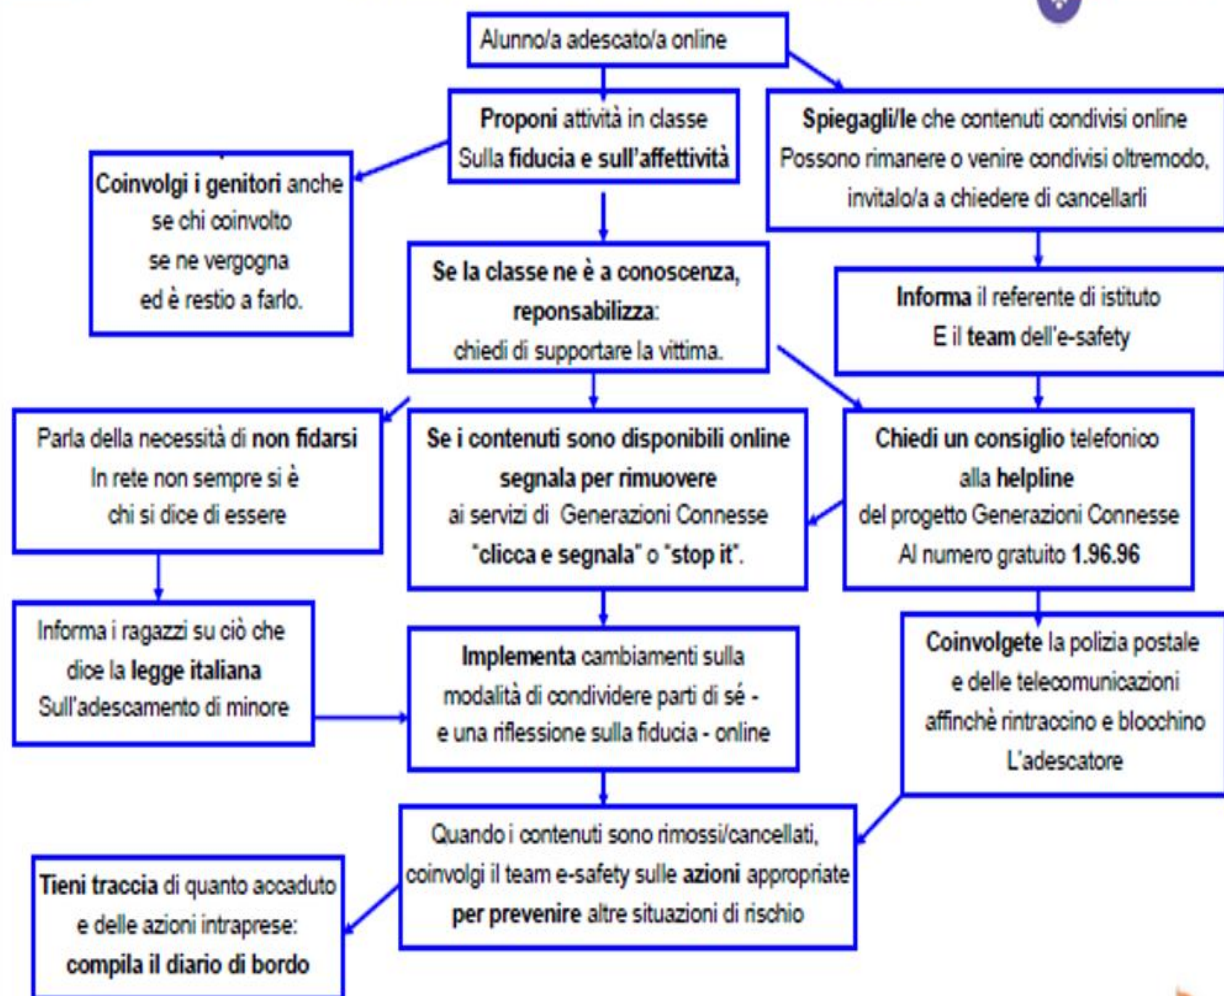 Alunno/a adescato/a online
Proponi attività in classe
Sulla fiducia e sull'affettività
Spiegagli/le che contenuti condivisi online
Possono rimanere o venire condivisi oltremodo,
invitalo/a a chiedere di cancellarli
Coinvolgi i genitori anche
se chi coinvolto
se ne vergogna
ed è restio a farlo.
Se la classe ne è a conoscenza,
reponsabilizza:
chiedi di supportare la vittima.
Informa il referente di istituto
E il team dell'e-safety
Parla della necessità di non fidarsi
In rete non sempre si è
chi si dice di essere
Se i contenuti sono disponibili online
segnala per rimuovere
ai servizi di Generazioni Connesse
"clicca e segnala" o "stop it".
Chiedi un consiglio telefonico
alla helpline
del progetto Generazioni Connesse
Al numero gratuito 1.96.96
Informa i ragazzi su ciò che
dice la legge italiana
Sull'adescamento di minore
Implementa cambiamenti sulla
modalità di condividere parti di sé -
e una riflessione sulla fiducia - online
Coinvolgete la polizia postale
e delle telecomunicazioni
affinchè rintraccino e blocchino
L'adescatore
Quando i contenuti sono rimossi/cancellati,
coinvolgi il team e-safety sulle azioni appropriate
per prevenire altre situazioni di rischio
Tieni traccia di quanto accaduto
e delle azioni intraprese:
compila il diario di bordo